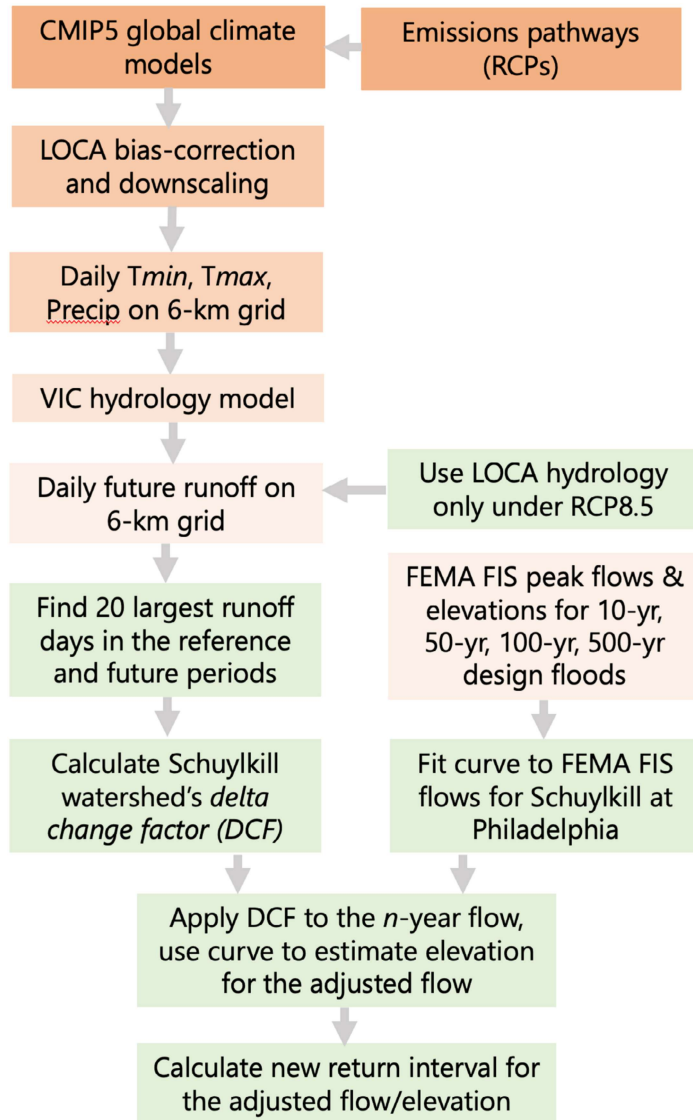 CMIP5 global climate
models
Emissions pathways
(RCPs)
LOCA bias-correction
and downscaling
Daily Tmin, Tmax,
Precip on 6-km grid
VIC hydrology model
Daily future runoff on
6-km grid
Use LOCA hydrology
only under RCP8.5
Find 20 largest runoff
days in the reference
and future periods
FEMA FIS peak flows &
elevations for 10-yr,
50-yr, 100-yr, 500-yr
design floods
Calculate Schuylkill
watershed’s delta
change factor (DCF)
Fit curve to FEMA FIS
flows for Schuylkill at
Philadelphia
Apply DCF to the n-year flow,
use curve to estimate elevation
for the adjusted flow
Calculate new return interval for
the adjusted flow/elevation